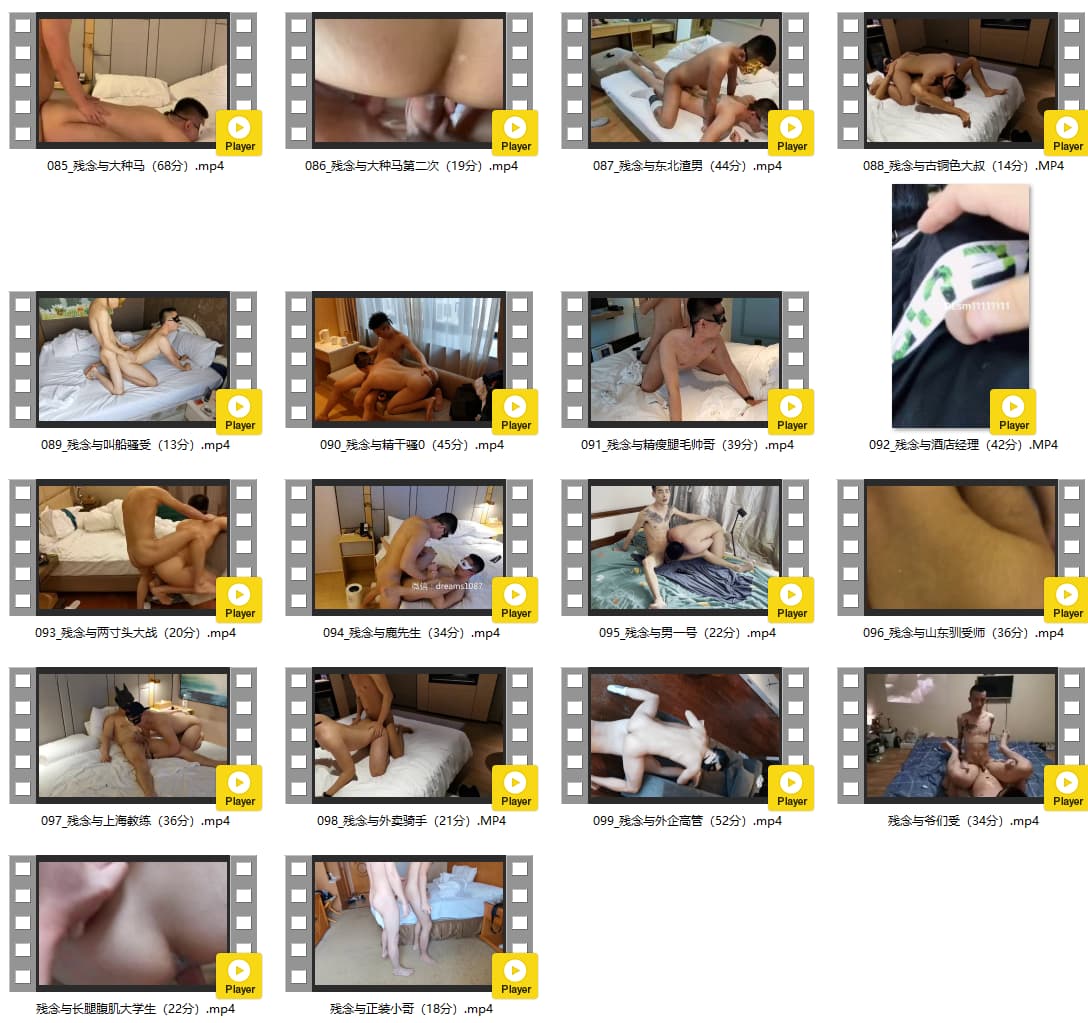 Player
Player
Player
Player
085_残念与大种马（68分）.mp4
086_残念与大种马第二次（19分）.mp4
087_残念与东北渣男（44分）.mp4
088_残念与古铜色大叔（14分）.MP4
Player
Player
Player
Player
089_残念与叫船骚受（13分）.mp4
090_残念与精干骚0（45分）.mp4
091_残念与精瘦腿毛帅哥（39分）.mp4
092_残念与酒店经理（42分）.MP4
微信：dreams1087
Player
Player
Player
Player
093_残念与两寸头大战（20分）.mp4
094_残念与鹿先生（34分）.mp4
095_残念与男一号（22分）.mp4
096_残念与山东驯受师（36分）.mp4
Player
Player
Player
Player
097_残念与上海教练（36分）.mp4
098_残念与外卖骑手（21分）.MP4
099_残念与外企高管（52分）.mp4
残念与爷们受（34分）.mp4
Player
Player
残念与长腿腹肌大学生（22分）.mp4
残念与正装小哥（18分）.mp4